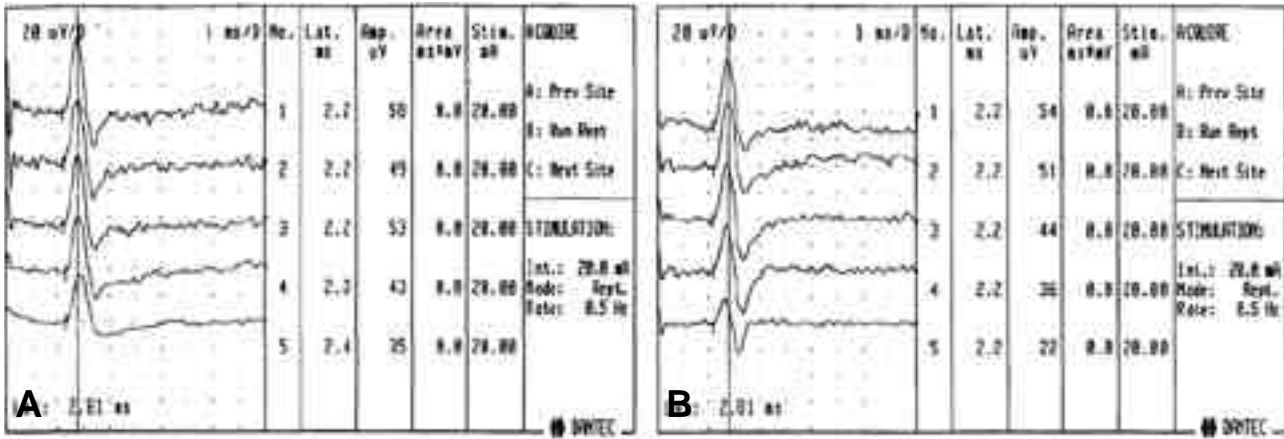 20 uV/D 1 ms/D No. Lat. Amp. Area Stim. ACQUIRE
ms uV ms*mV mA
A: Prev Site
1 2.2 58 0.0 20.00
B: Run Rept
2 2.2 49 0.0 20.00 C: Next Site
3 2.2 53 0.0 20.00 STIMULATION:
Int.: 20.0 mA
4 2.3 43 0.0 20.00 Mode: Rept.
Rate: 0.5 Hz
5 2.4 35 0.0 20.00
A 2.01 ms
DANTEC
20 uV/D 1 ms/D No. Lat. Amp. Area Stim. ACQUIRE
ms uV ms*mV mA
A: Prev Site
1 2.2 54 0.0 20.00
B: Run Rept
2 2.2 51 0.0 20.00 C: Next Site
3 2.2 44 0.0 20.00 STIMULATION:
Int.: 20.0 mA
4 2.2 36 0.0 20.00 Mode: Rept.
Rate: 0.5 Hz
5 2.2 22 0.0 20.00
B 2.01 ms
DANTEC